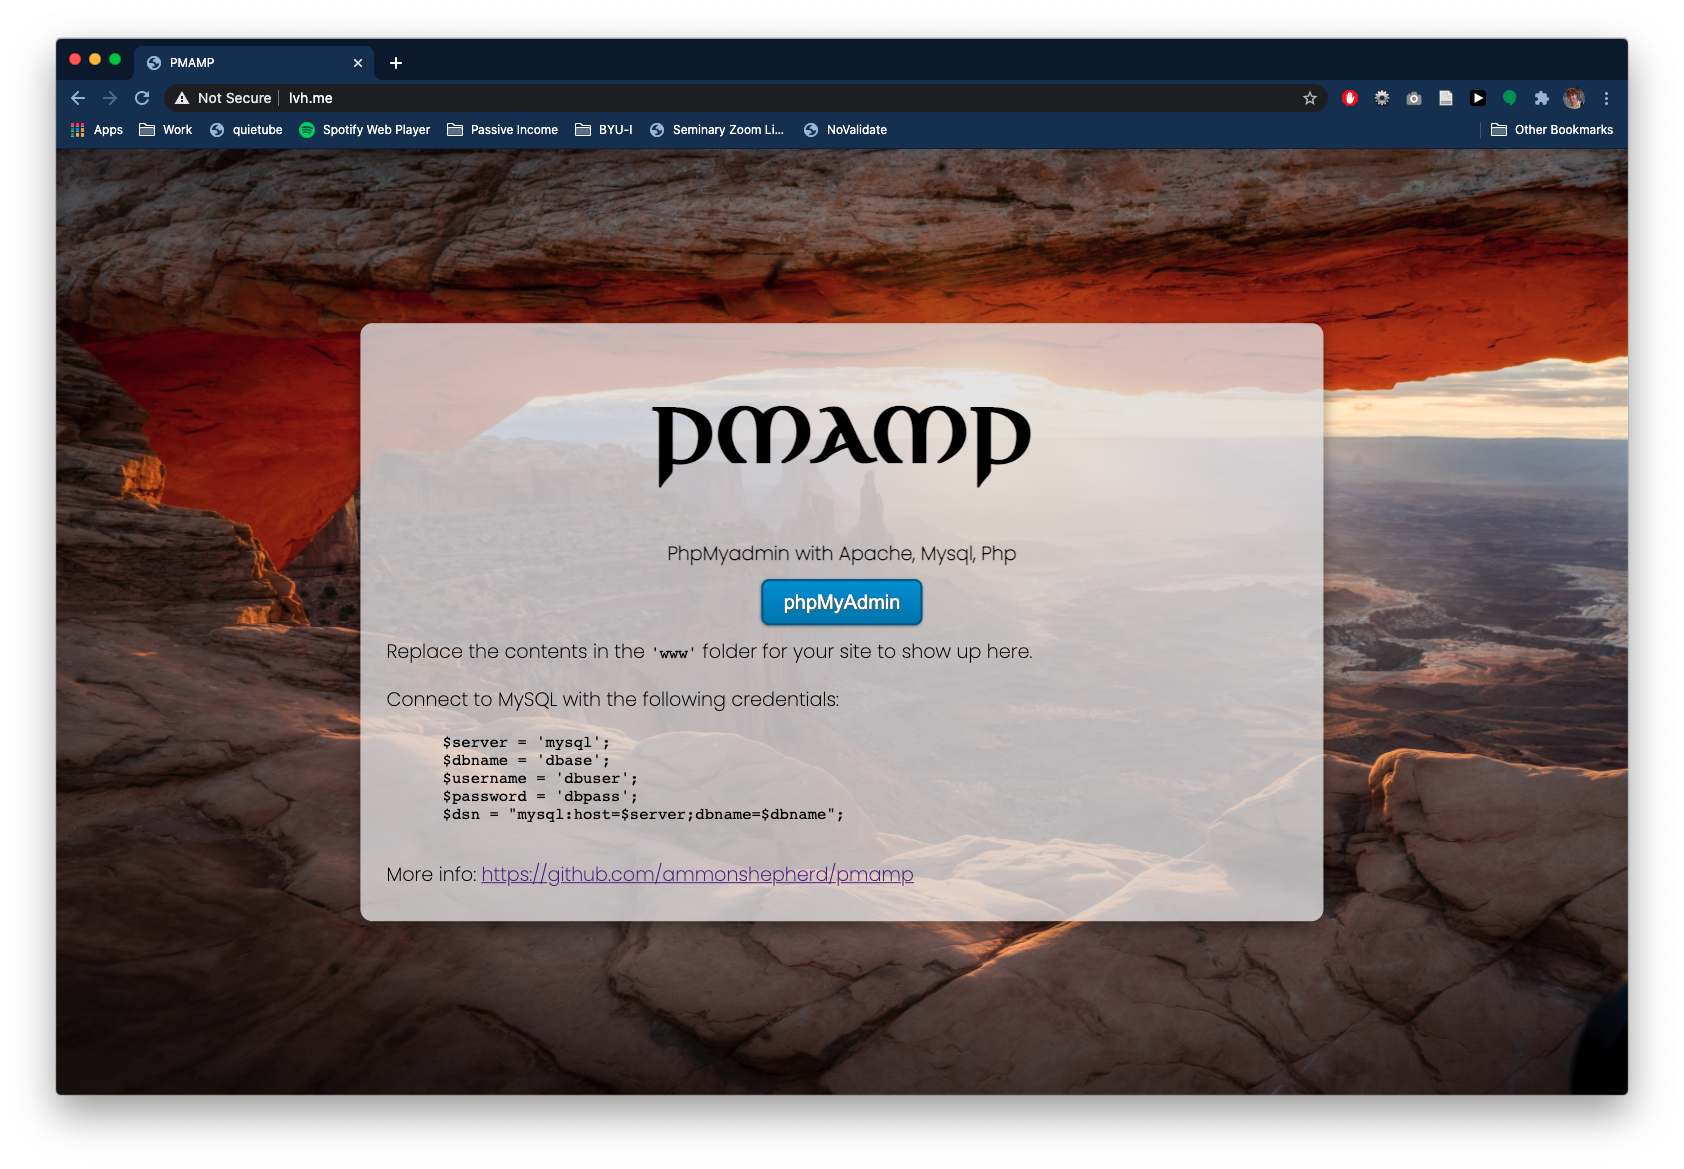 PMAMP
Not Secure lvh.me
Apps Work quietube Spotify Web Player Passive Income BYU-I Seminary Zoom Li... NoValidate Other Bookmarks
pmamp
PhpMyadmin with Apache, Mysql, Php
phpMyAdmin
Replace the contents in the 'www' folder for your site to show up here.
Connect to MySQL with the following credentials:
$server = 'mysql';
$dbname = 'dbase';
$username = 'dbuser';
$password = 'dbpass';
$dsn = "mysql:host=$server;dbname=$dbname";
More info: https://github.com/ammonshepherd/pmamp